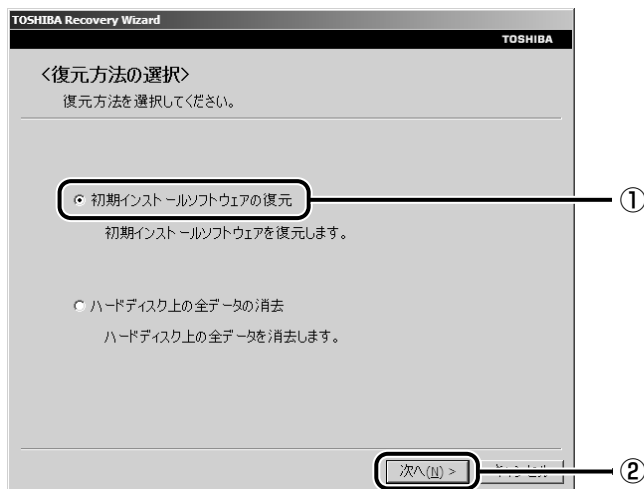 TOSHIBA Recovery Wizard
TOSHIBA
<復元方法の選択>
復元方法を選択してください。
初期インストールソフトウェアの復元
①
初期インストールソフトウェアを復元します。
ハードディスク上の全データの消去
ハードディスク上の全データを消去します。
次へ(N) >
②